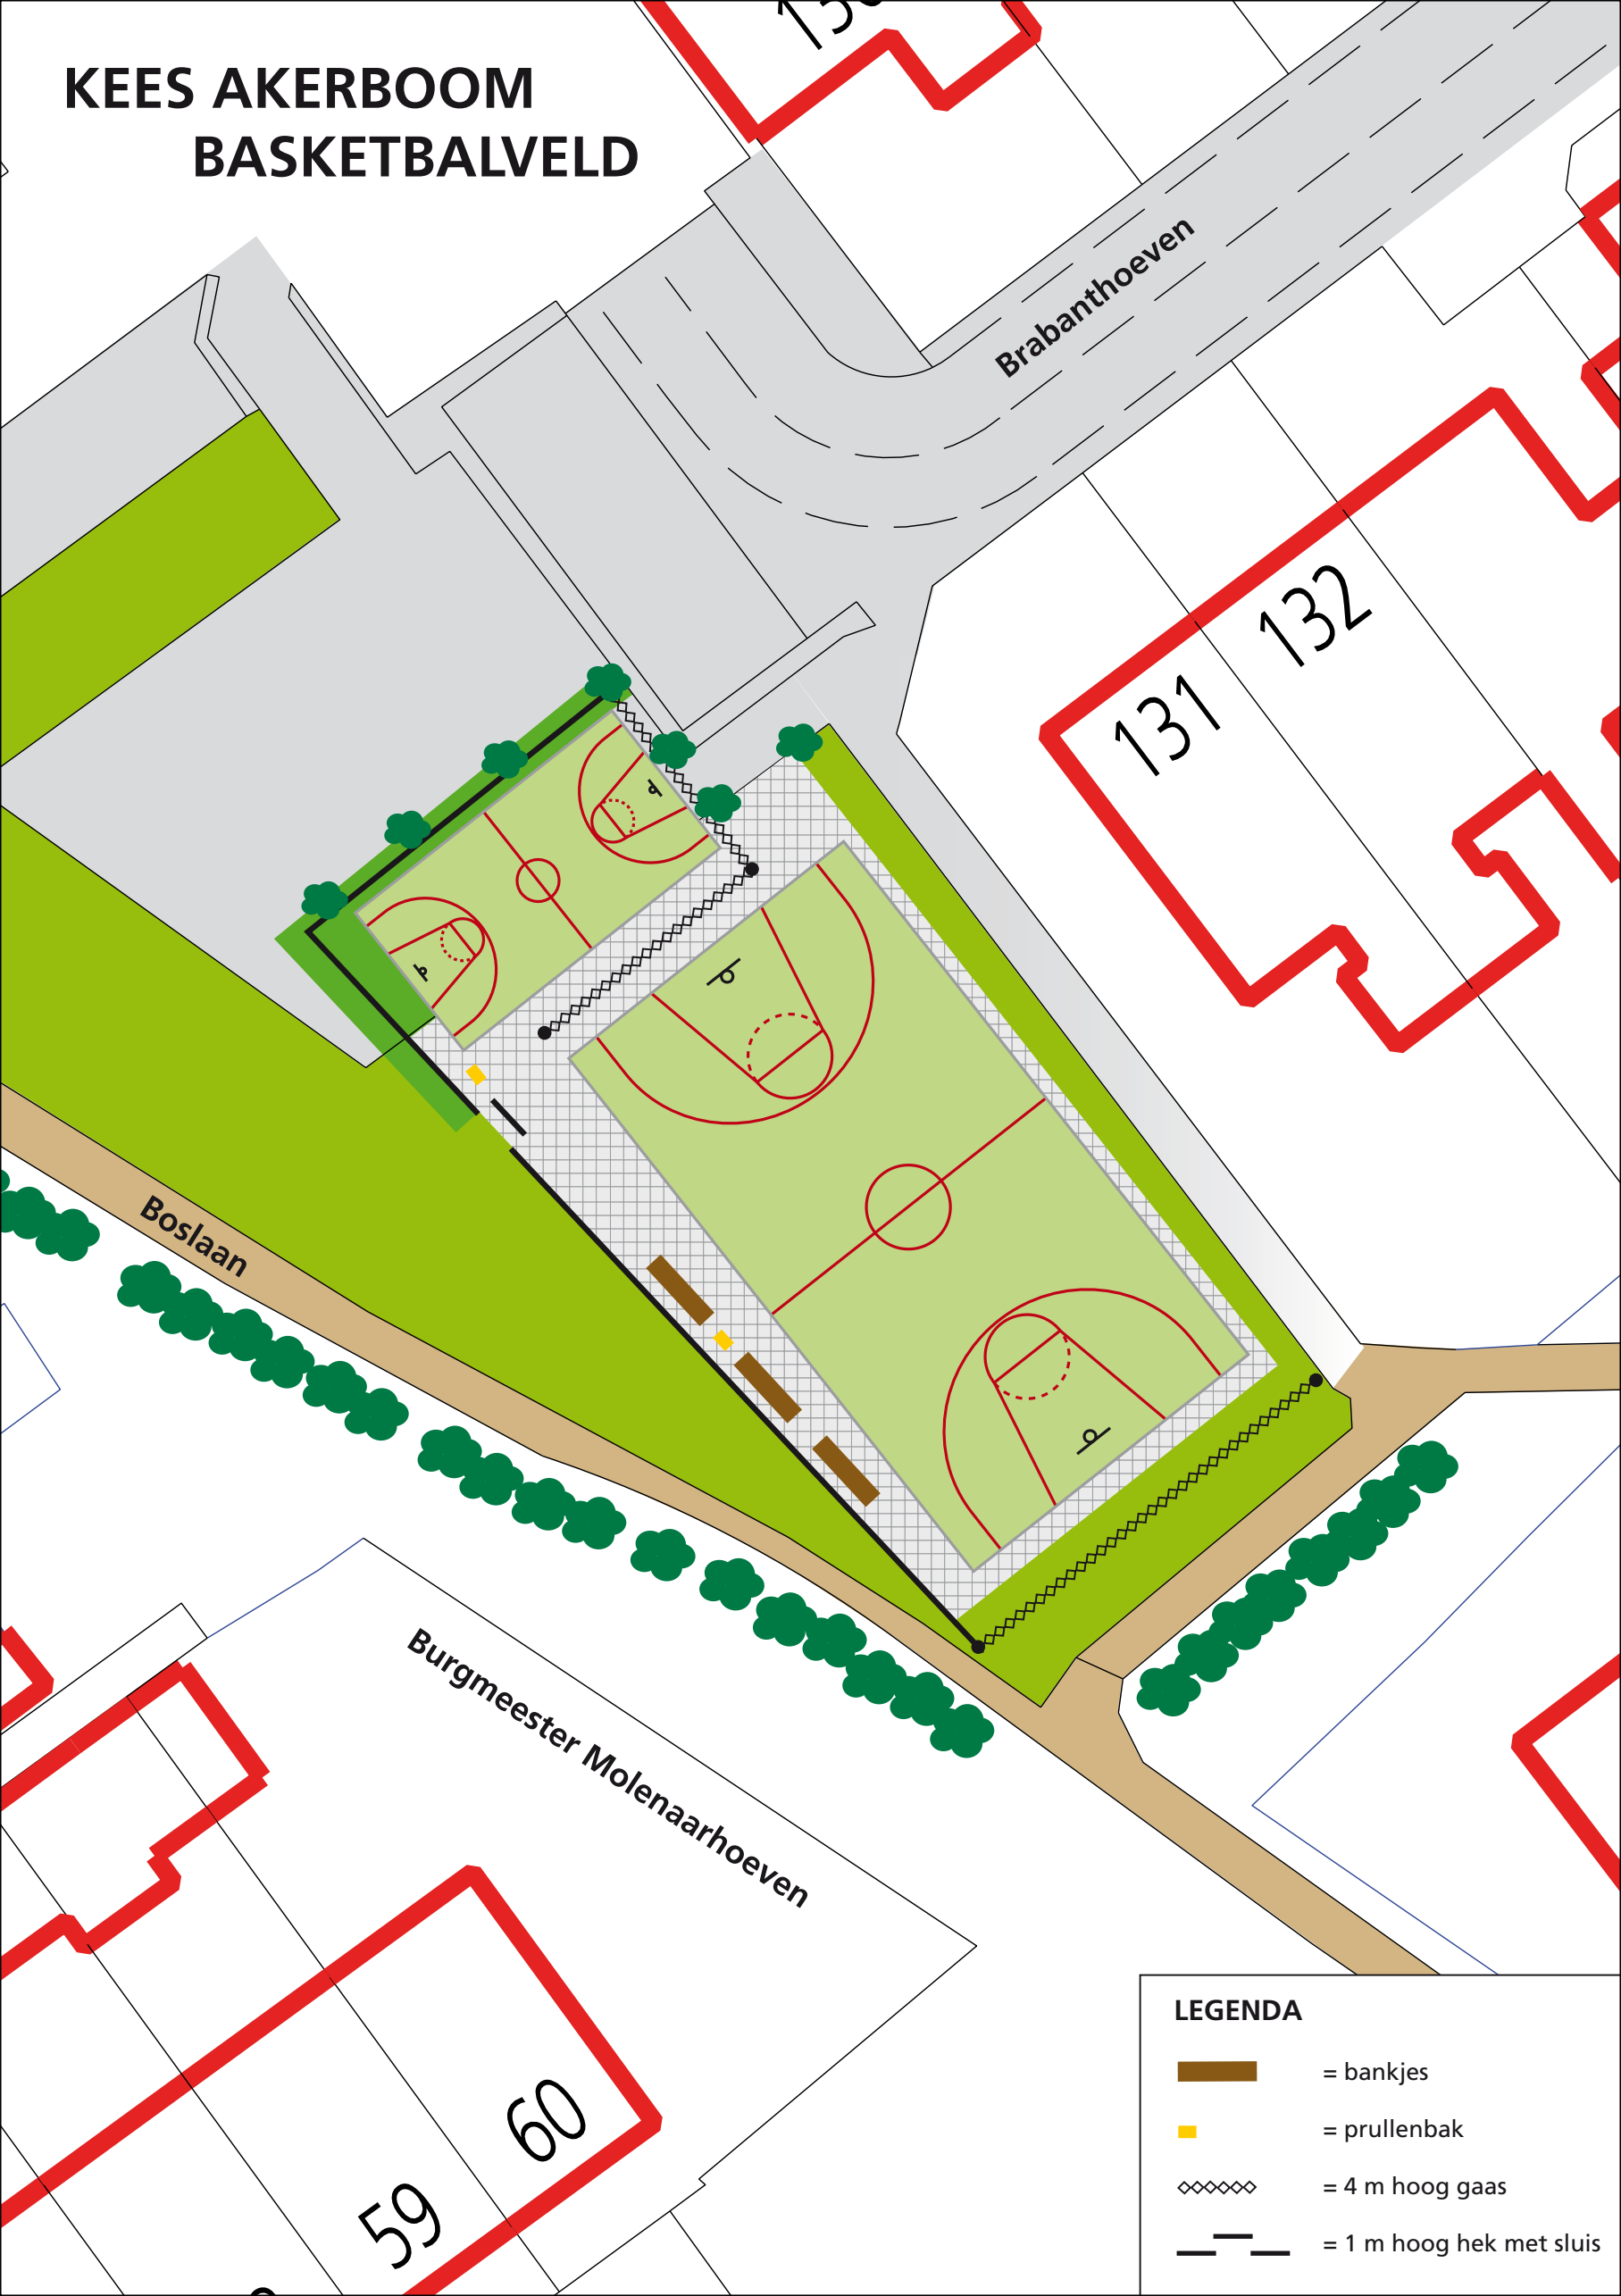 KEES AKERBOOM
BASKETBALVELD
Brabanthoeven
132
131
Boslaan
Burgmeester Molenaarhoeven
60
59
LEGENDA
= bankjes
= prullenbak
= 4 m hoog gaas
= 1 m hoog hek met sluis